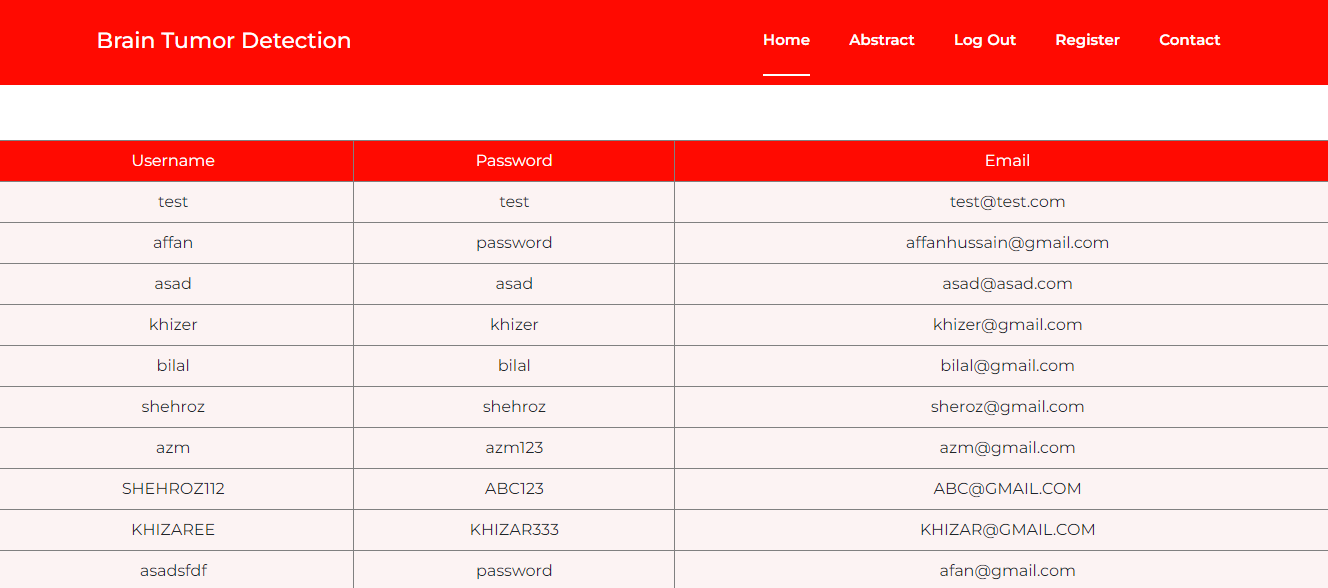 Brain Tumor Detection Home Abstract Log Out Register Contact
Username Password Email
test test test@test.com
affan password affanhussain@gmail.com
asad asad asad@asad.com
khizer khizer khizer@gmail.com
bilal bilal bilal@gmail.com
shehroz shehroz sheroz@gmail.com
azm azm123 azm@gmail.com
SHEHROZ112 ABC123 ABC@GMAIL.COM
KHIZAREE KHIZAR333 KHIZAR@GMAIL.COM
asadsfdf password afan@gmail.com